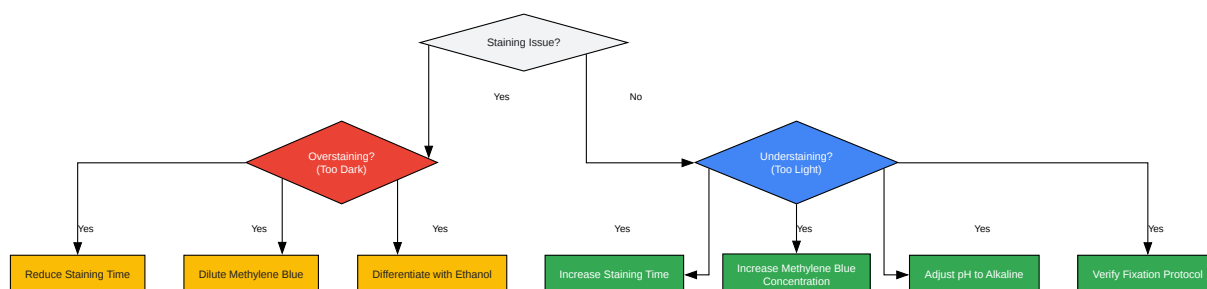 Staining Issue?
Yes
No
Overstaining?
(Too Dark)
Understaining?
(Too Light)
Yes
Yes
Yes
Yes
Yes
Yes
Yes
Reduce Staining Time
Dilute Methylene Blue
Differentiate with Ethanol
Increase Staining Time
Increase Methylene Blue
Concentration
Adjust pH to Alkaline
Verify Fixation Protocol